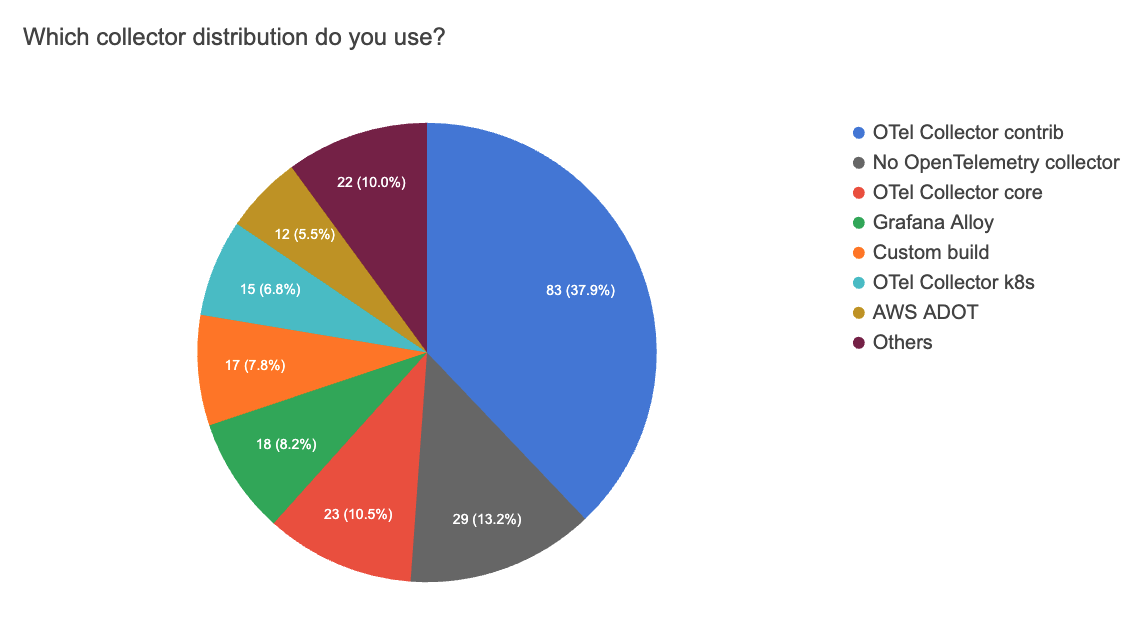 Which collector distribution do you use?
22 (10.0%)
12 (5.5%)
15 (6.8%)
17 (7.8%)
18 (8.2%)
23 (10.5%)
29 (13.2%)
83 (37.9%)
OTel Collector contrib
No OpenTelemetry collector
OTel Collector core
Grafana Alloy
Custom build
OTel Collector k8s
AWS ADOT
Others